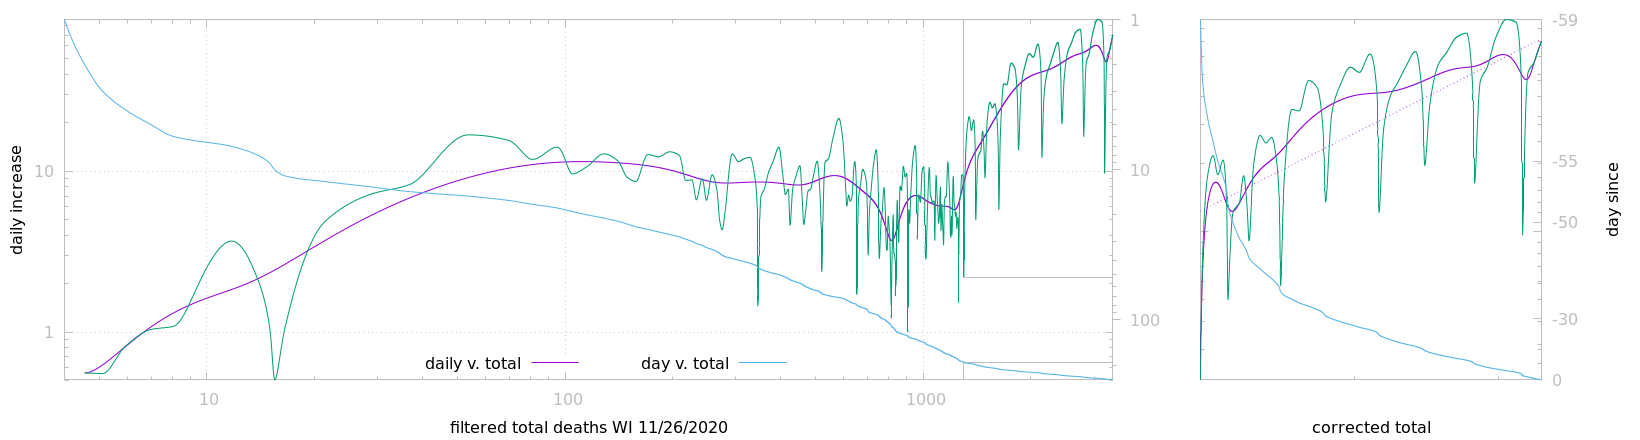 daily increase
10
1
10
100
1000
1
10
100
daily v. total
day v. total
filtered total deaths WI 11/26/2020
-59
-55
-50
-30
0
day since
corrected total